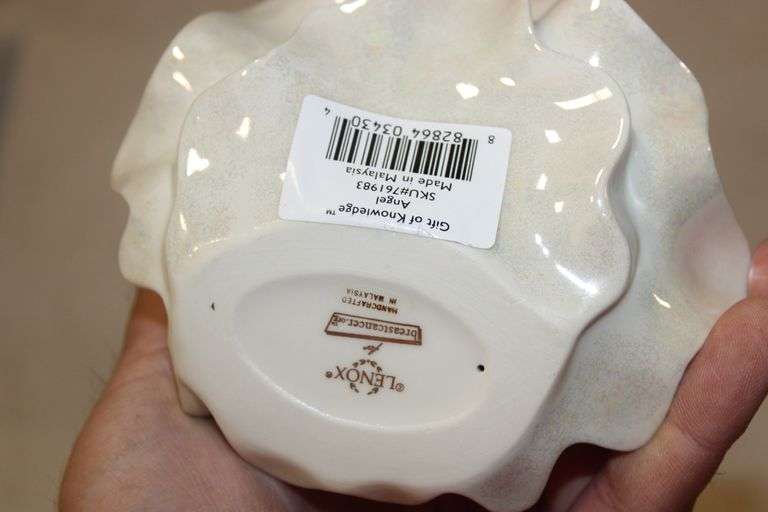 Gift of Knowledge™
Angel
SKU#761983
Made in Malaysia
8 82864 03430 4
©LENOX®
for
breastcancer.org
HANDCRAFTED
IN MALAYSIA